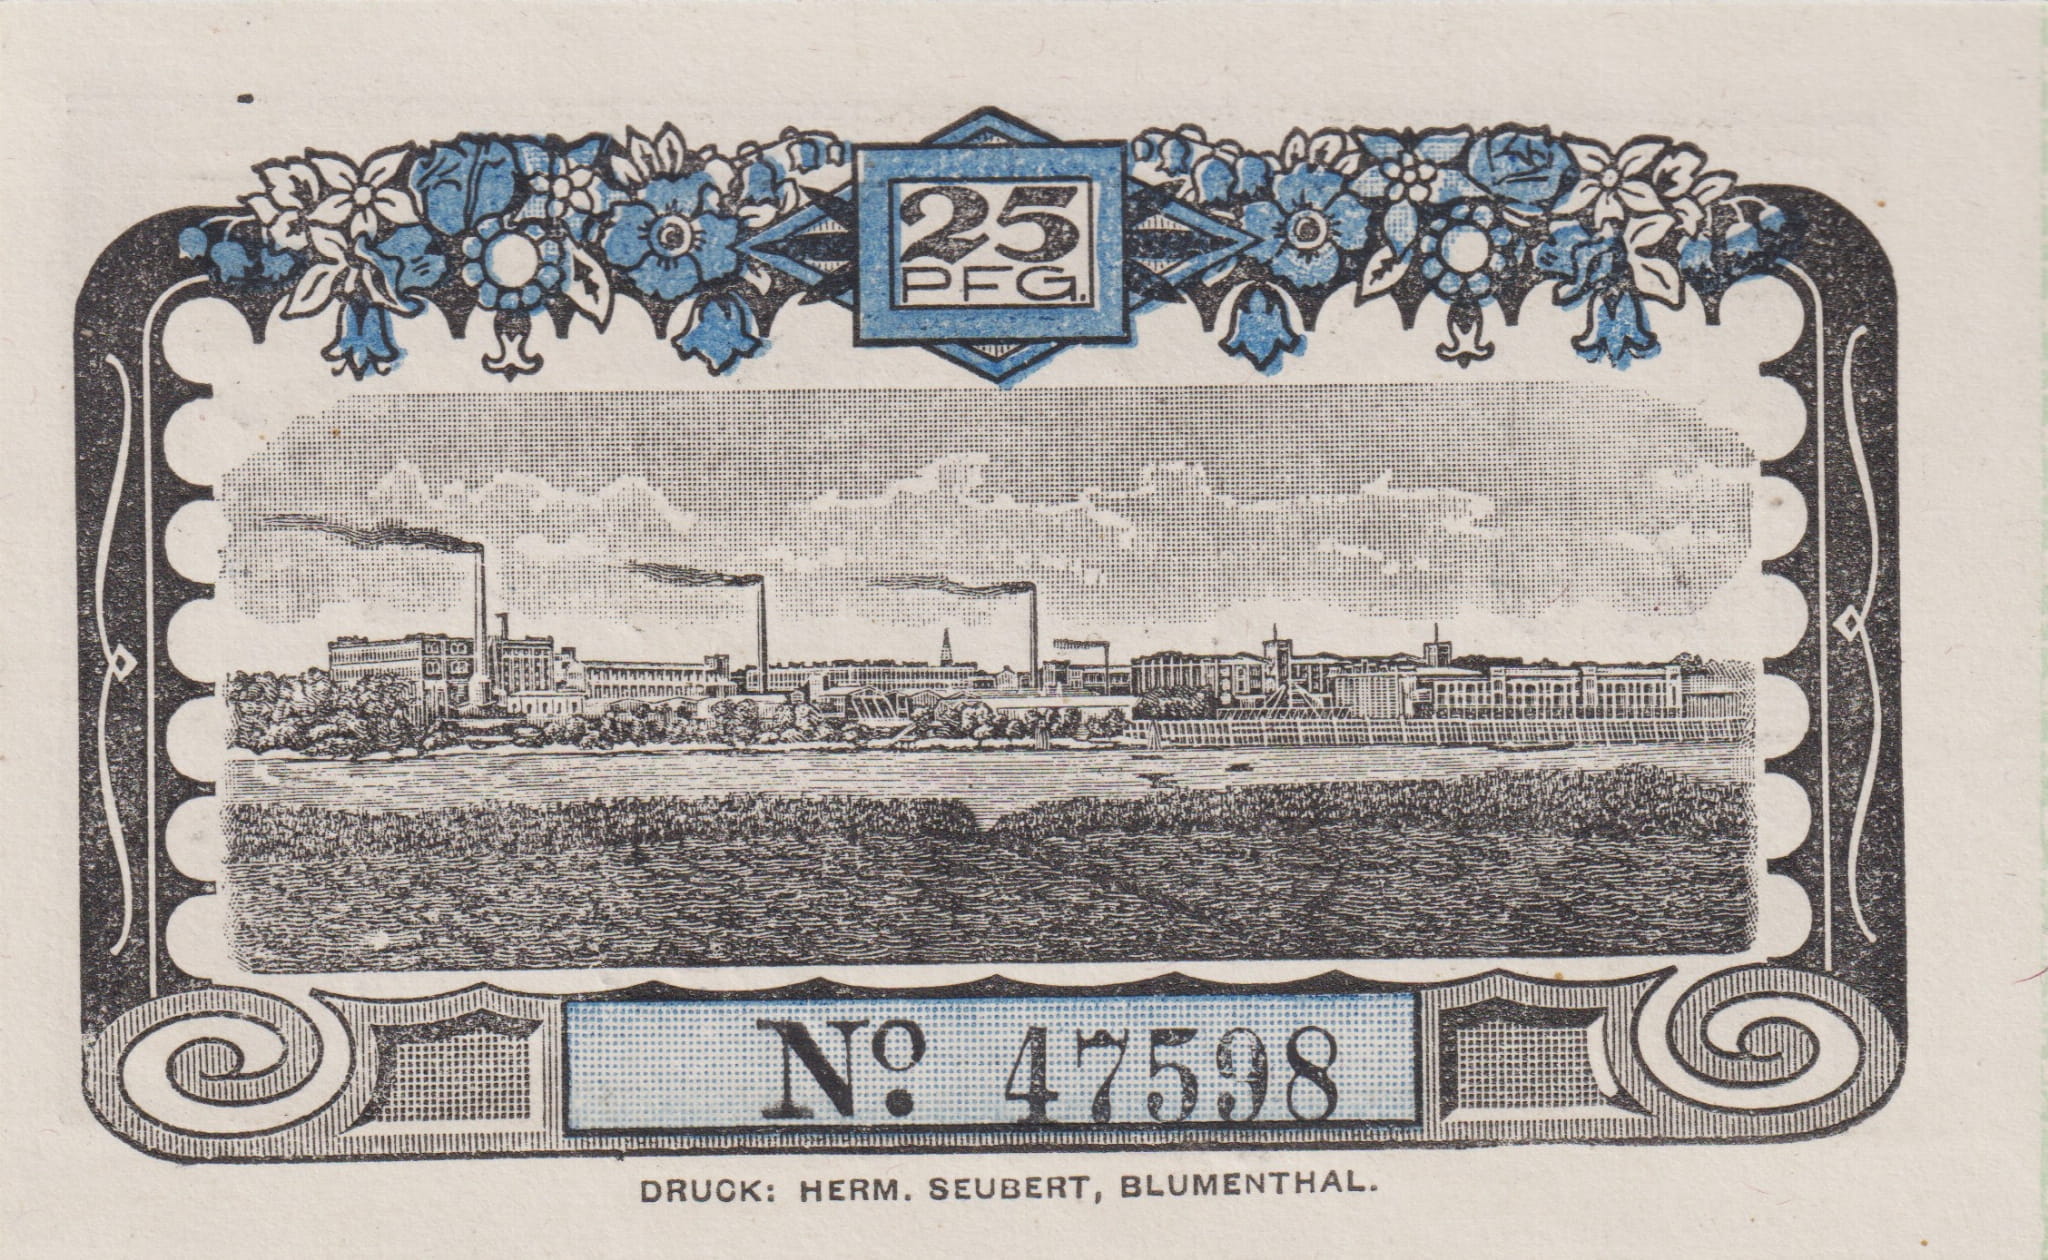 25
PFG.
Nº. 47598
DRUCK: HERM. SEUBERT, BLUMENTHAL.